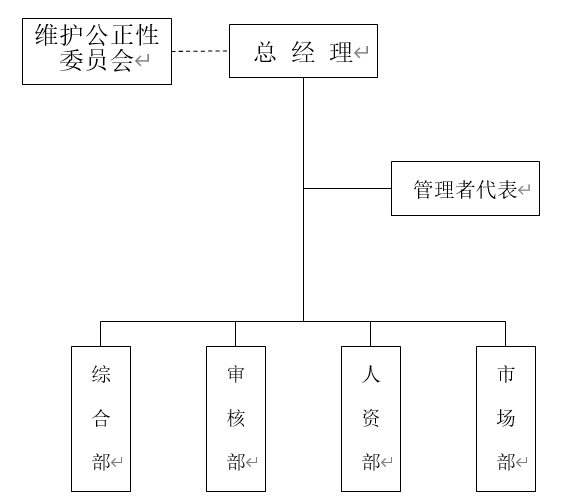 维护公正性
委员会
总 经 理
管理者代表
综合部
审核部
人资部
市场部